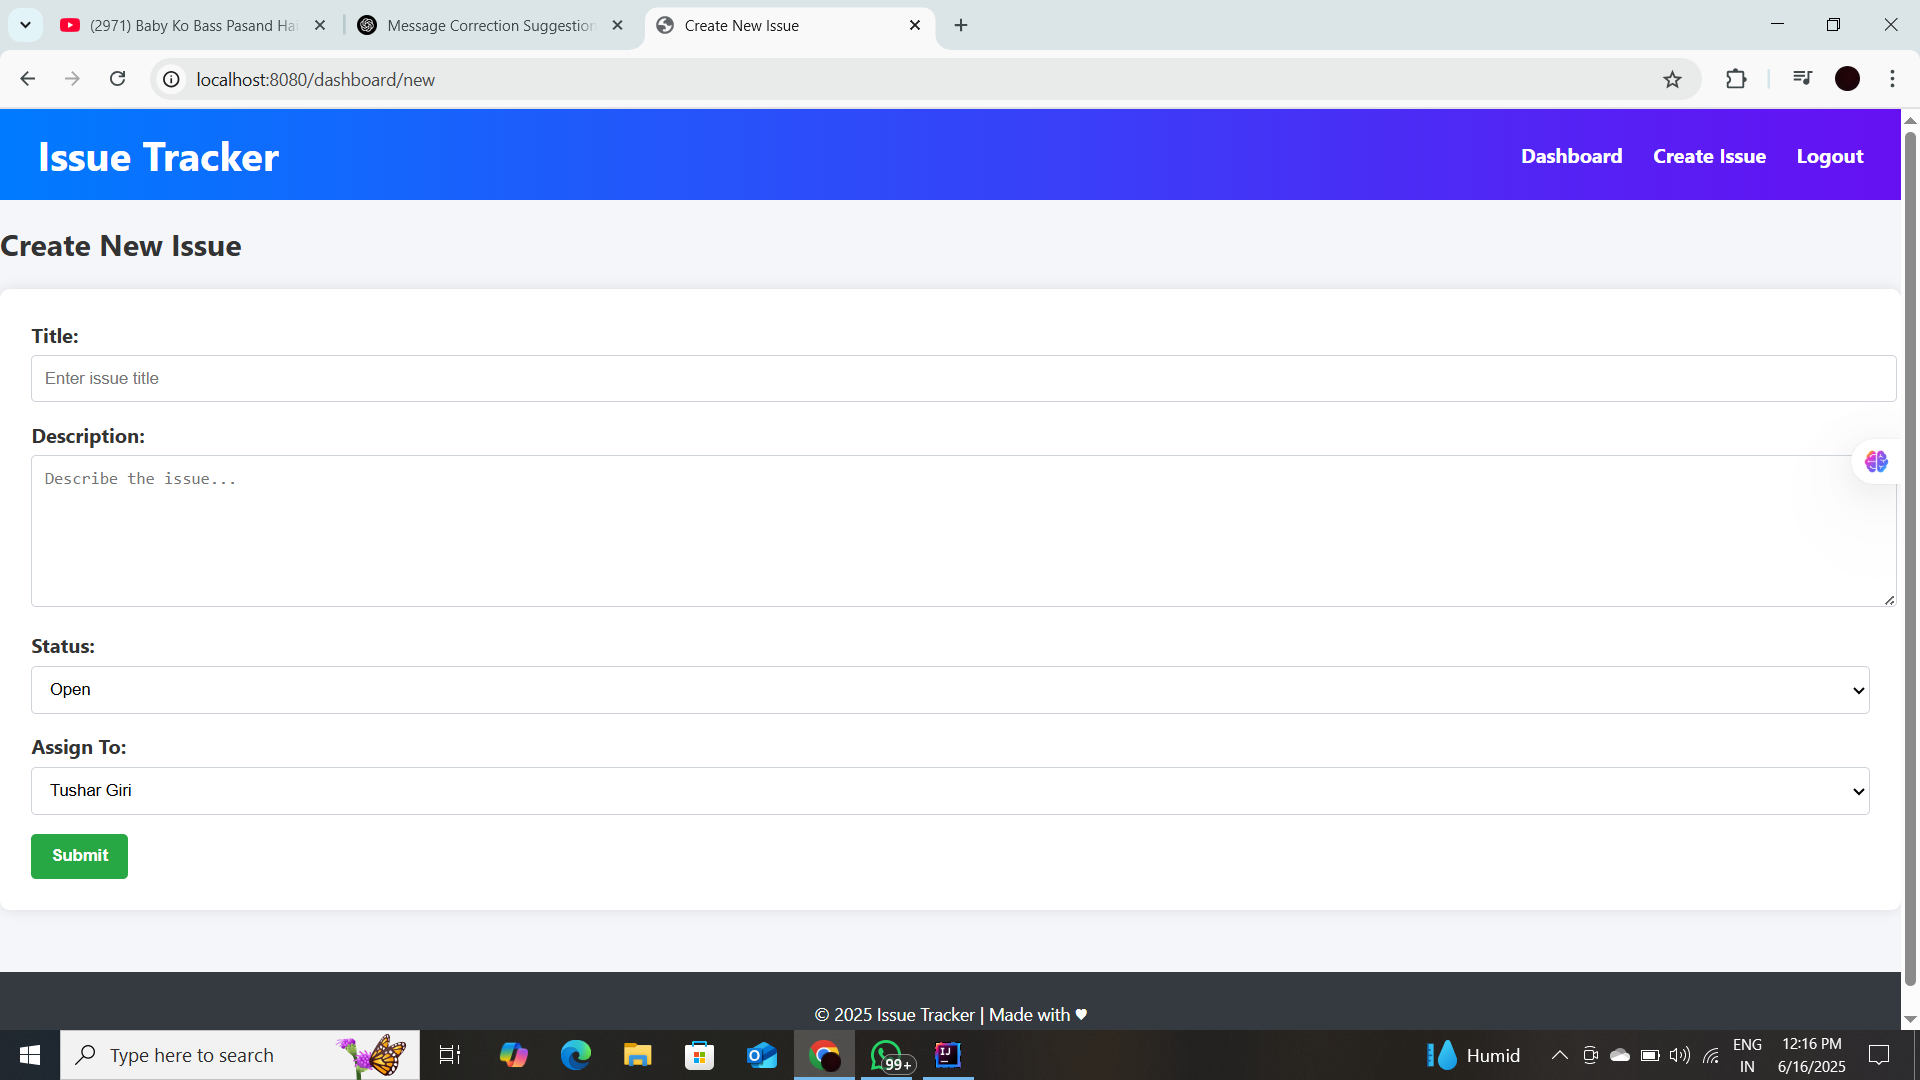 (2971) Baby Ko Bass Pasand Hai
Message Correction Suggestion
Create New Issue
localhost:8080/dashboard/new
Issue Tracker
Dashboard
Create Issue
Logout
Create New Issue
Title:
Enter issue title
Description:
Describe the issue...
Status:
Open
Assign To:
Tushar Giri
Submit
© 2025 Issue Tracker | Made with ♥
Type here to search
99+
IJ
Humid
ENG
IN
12:16 PM
6/16/2025